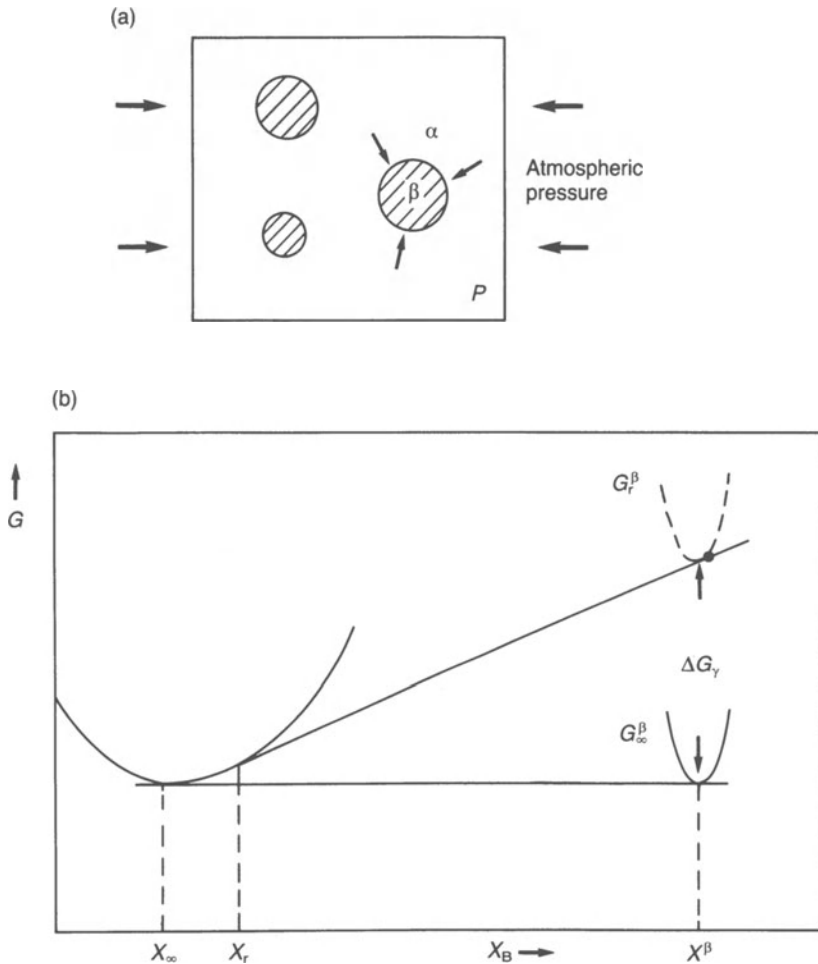 (a)
α
β
Atmospheric
pressure
P
(b)
G
G_r^β
ΔG_γ
G_∞^β
X_∞
X_r
X_B
X^β